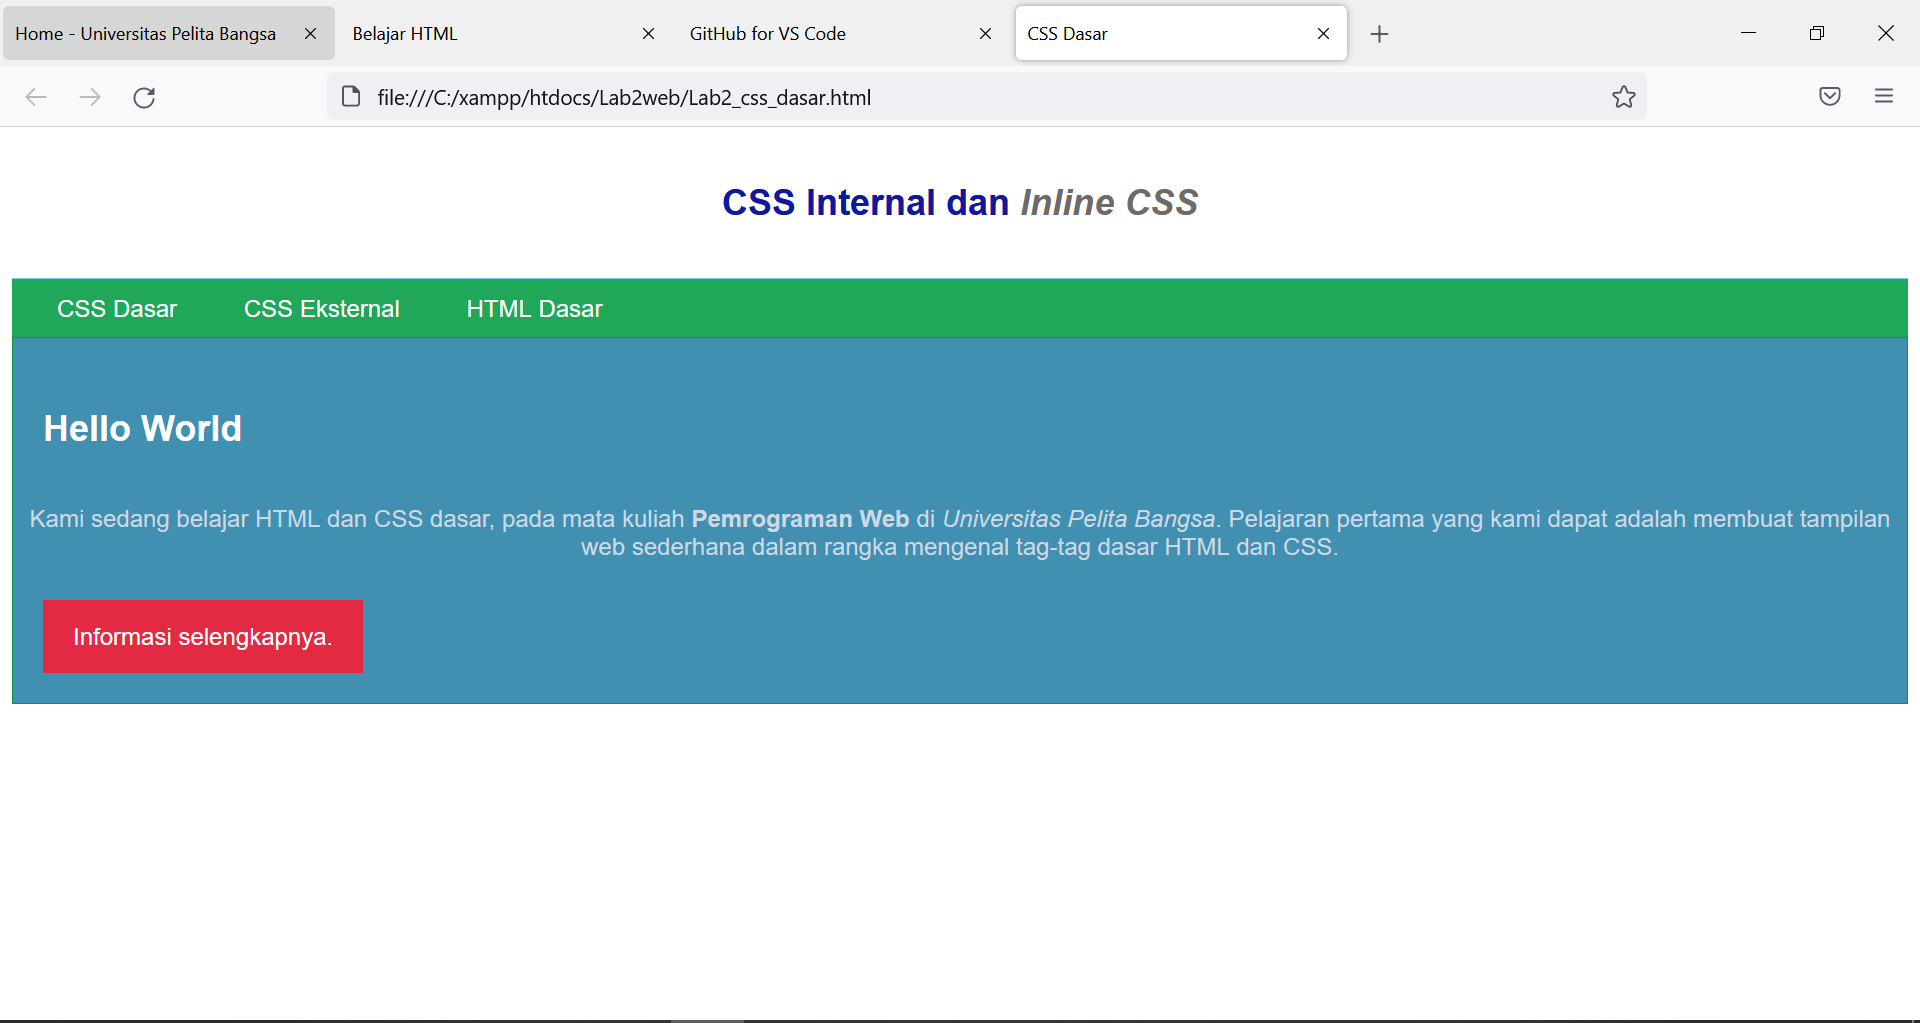 Home - Universitas Pelita Bangsa
Belajar HTML
GitHub for VS Code
CSS Dasar
file:///C:/xampp/htdocs/Lab2web/Lab2_css_dasar.html
CSS Internal dan Inline CSS
CSS Dasar
CSS Eksternal
HTML Dasar
Hello World
Kami sedang belajar HTML dan CSS dasar, pada mata kuliah Pemrograman Web di Universitas Pelita Bangsa. Pelajaran pertama yang kami dapat adalah membuat tampilan
web sederhana dalam rangka mengenal tag-tag dasar HTML dan CSS.
Informasi selengkapnya.